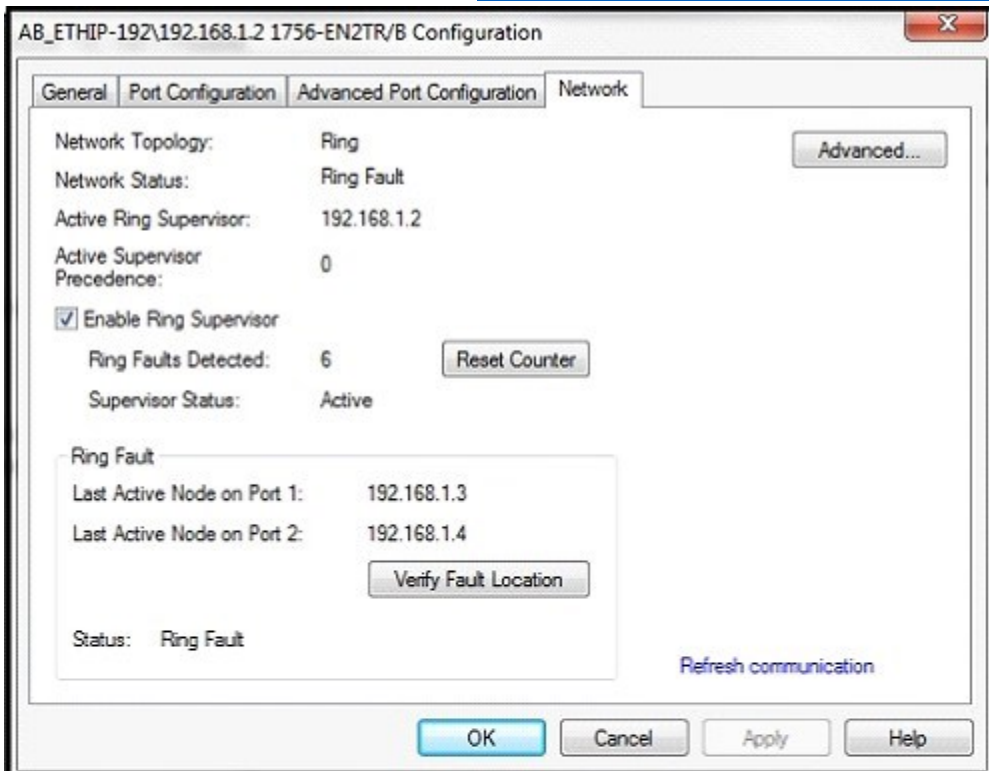 AB_ETHIP-192\192.168.1.2 1756-EN2TR/B Configuration
General Port Configuration Advanced Port Configuration Network
Network Topology: Ring Advanced...
Network Status: Ring Fault
Active Ring Supervisor: 192.168.1.2
Active Supervisor
Precedence: 0
Enable Ring Supervisor
Ring Faults Detected: 6 Reset Counter
Supervisor Status: Active
Ring Fault
Last Active Node on Port 1: 192.168.1.3
Last Active Node on Port 2: 192.168.1.4
Verify Fault Location
Status: Ring Fault
Refresh communication
OK Cancel Apply Help